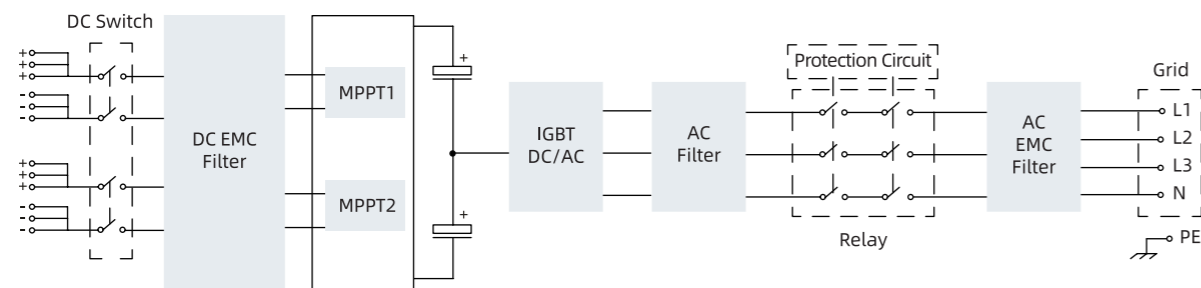 DC Switch
+
+
+
-
-
-
+
+
+
-
-
-
DC EMC
Filter
MPPT1
MPPT2
+
+
IGBT
DC/AC
AC
Filter
Protection Circuit
Relay
AC
EMC
Filter
Grid
L1
L2
L3
N
PE